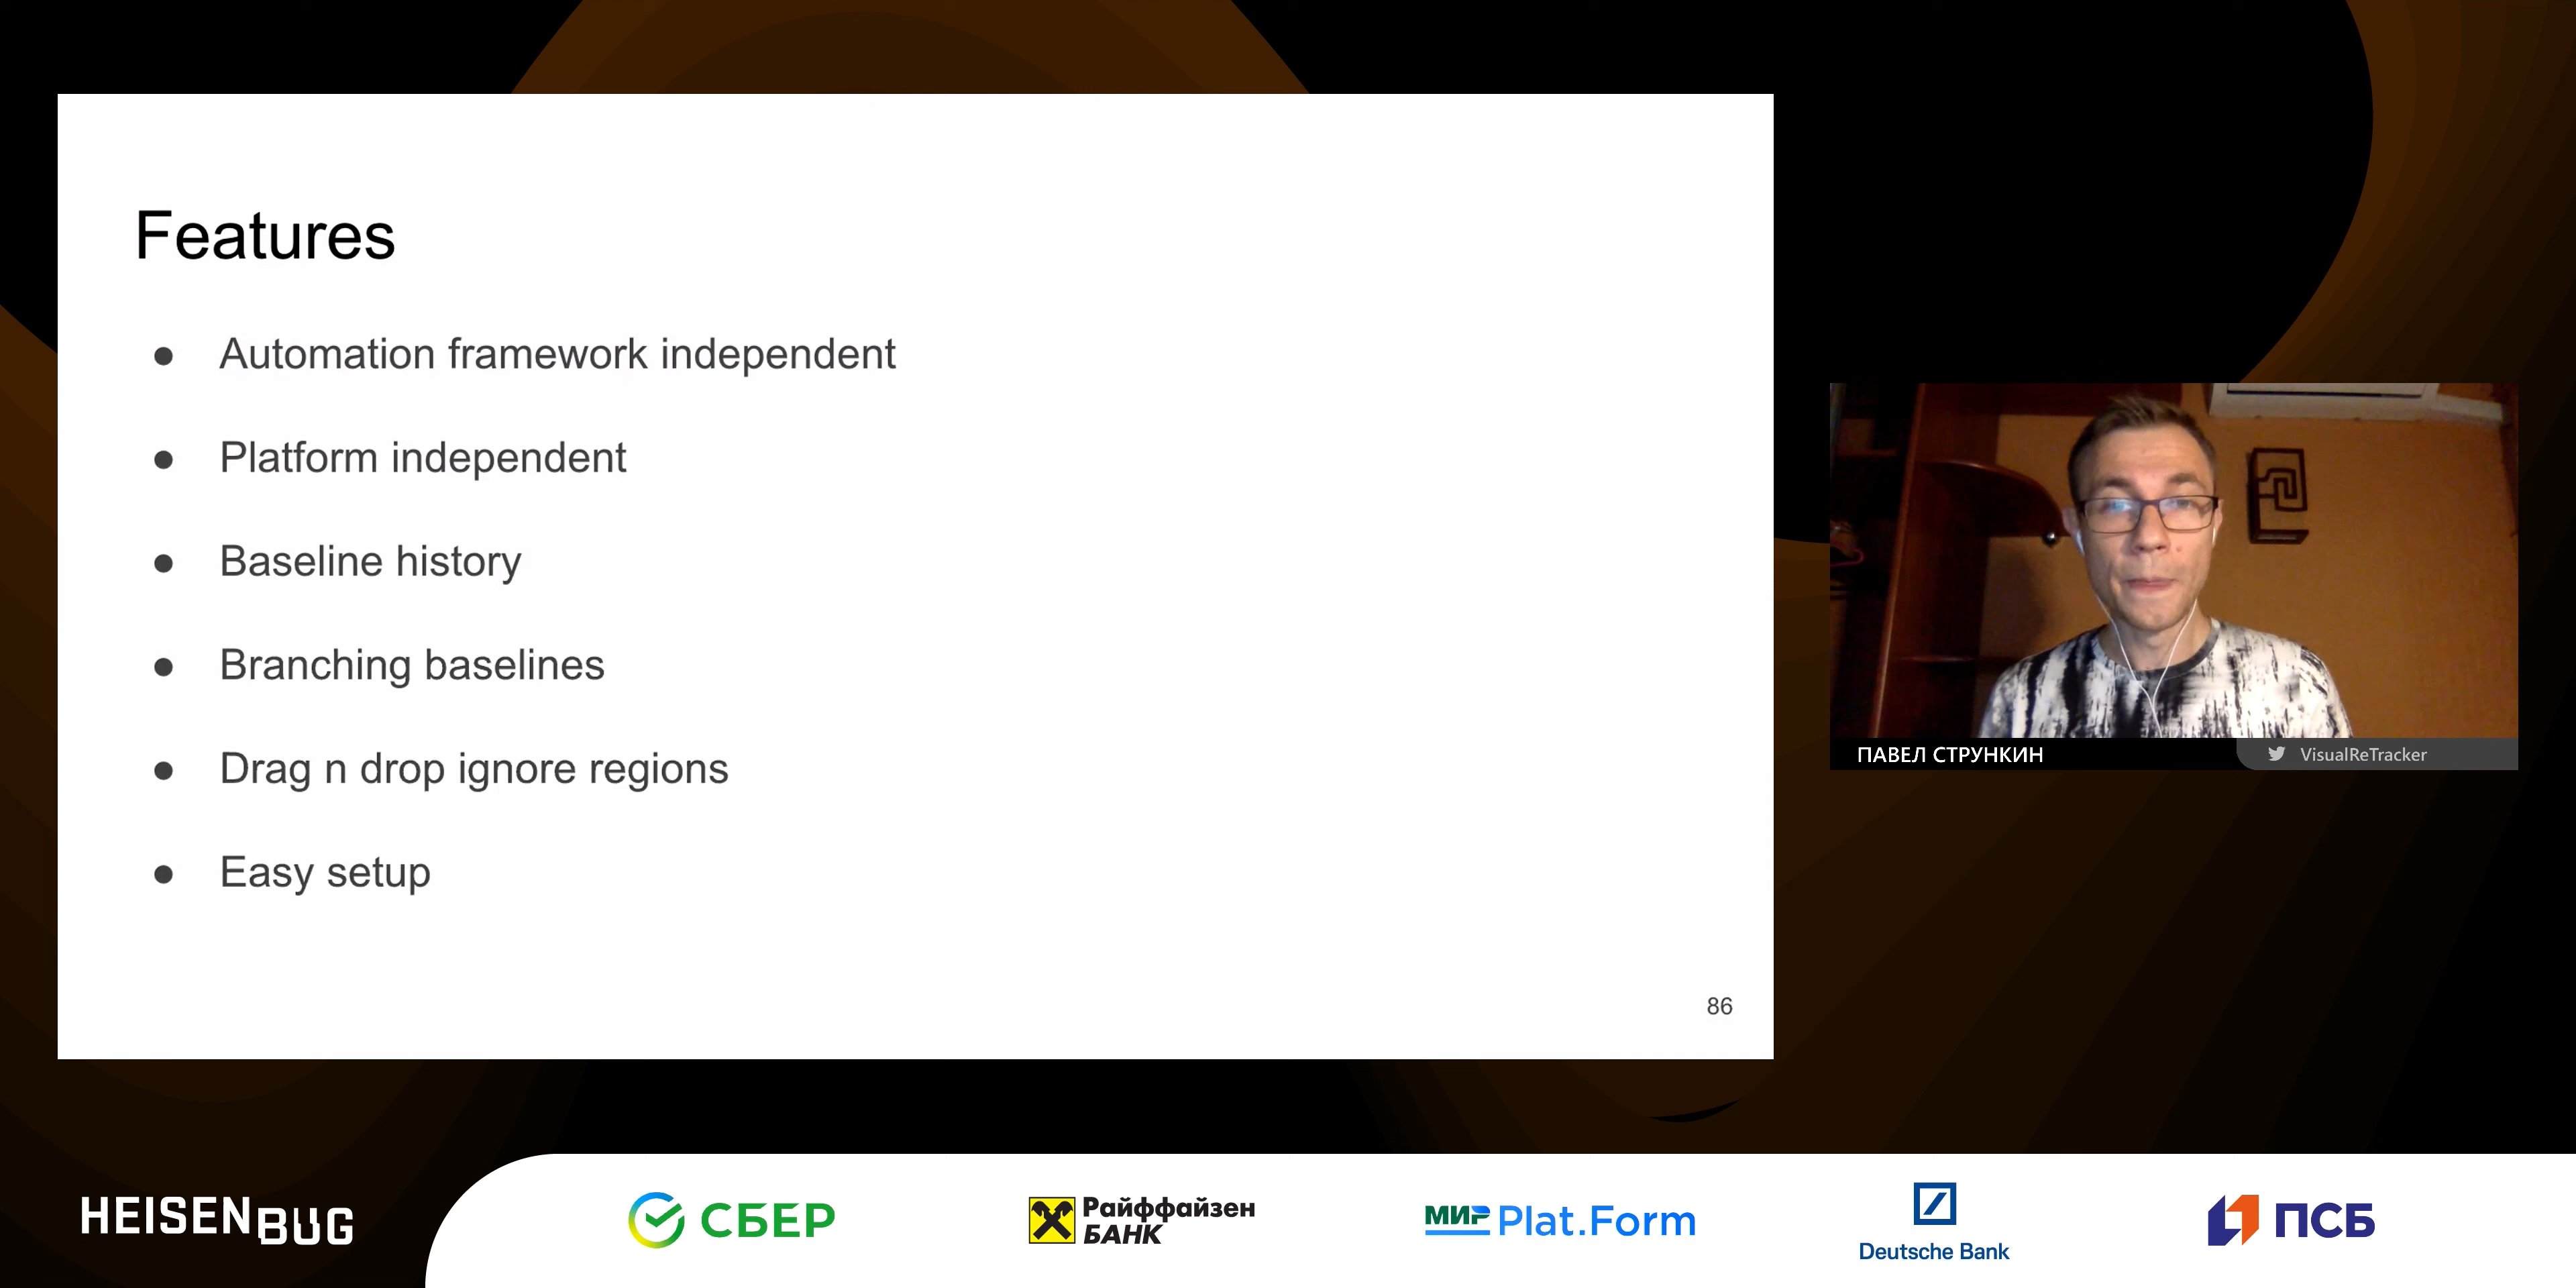 Features
● Automation framework independent
● Platform independent
● Baseline history
● Branching baselines
● Drag n drop ignore regions
● Easy setup
86
ПАВЕЛ СТРУНКИН
VisualReTracker
HEISENBUG
СБЕР
Райффайзен
БАНК
МИР Plat.Form
Deutsche Bank
ПСБ